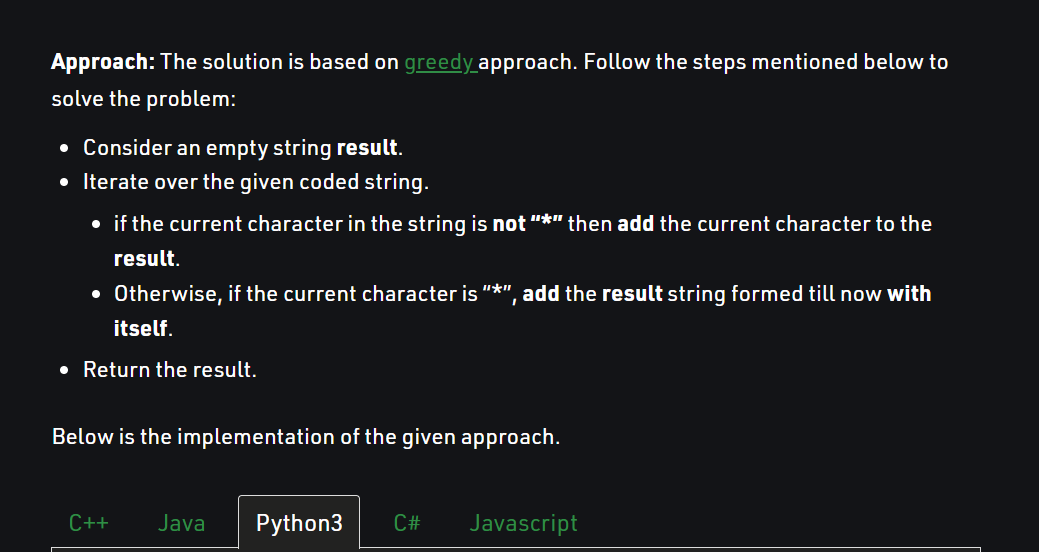 Approach: The solution is based on greedy approach. Follow the steps mentioned below to
solve the problem:
• Consider an empty string result.
• Iterate over the given coded string.
• if the current character in the string is not “*” then add the current character to the
result.
• Otherwise, if the current character is “*”, add the result string formed till now with
itself.
• Return the result.
Below is the implementation of the given approach.
C++ Java Python3 C# Javascript